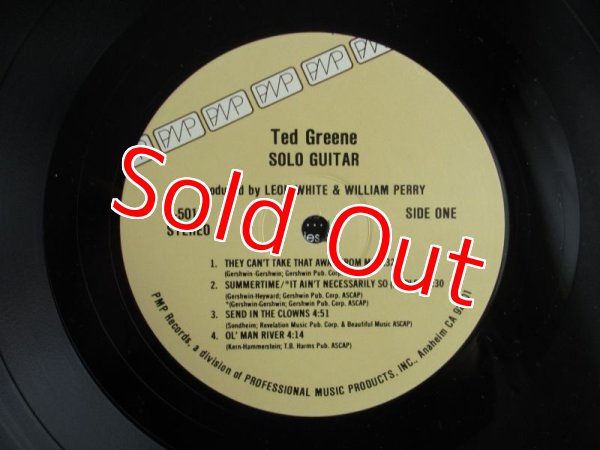 PMP PMP PMP PMP PMP
Ted Greene
SOLO GUITAR
by LEON WHITE & WILLIAM PERRY
SIDE ONE
STEREO
Sold Out
1. THEY CAN'T TAKE THAT AWAY FROM
(Gershwin-Gershwin; Gershwin Pub. Corp. ASCAP)
2. SUMMERTIME/*IT AIN'T NECESSARILY SO
(Gershwin-Heyward; Gershwin Pub. Corp. ASCAP)
*(Gershwin-Gershwin; Gershwin Pub. Corp. ASCAP)
3. SEND IN THE CLOWNS 4:51
(Sondheim; Revelation Music Pub. Corp. & Beautiful Music ASCAP)
4. OL' MAN RIVER 4:14
(Kern-Hammerstein; T.B. Harms Pub. ASCAP)
PMP Records, a division of PROFESSIONAL MUSIC PRODUCTS, INC., Anaheim CA